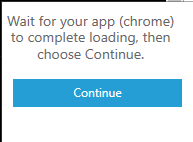 Wait for your app (chrome)
to complete loading, then
choose Continue.
Continue